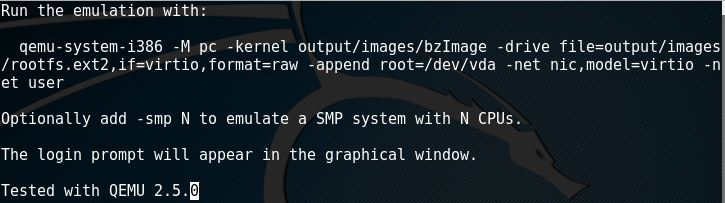 Run the emulation with:
qemu-system-i386 -M pc -kernel output/images/bzImage -drive file=output/images
/rootfs.ext2,if=virtio,format=raw -append root=/dev/vda -net nic,model=virtio -n
et user
Optionally add -smp N to emulate a SMP system with N CPUs.
The login prompt will appear in the graphical window.
Tested with QEMU 2.5.0